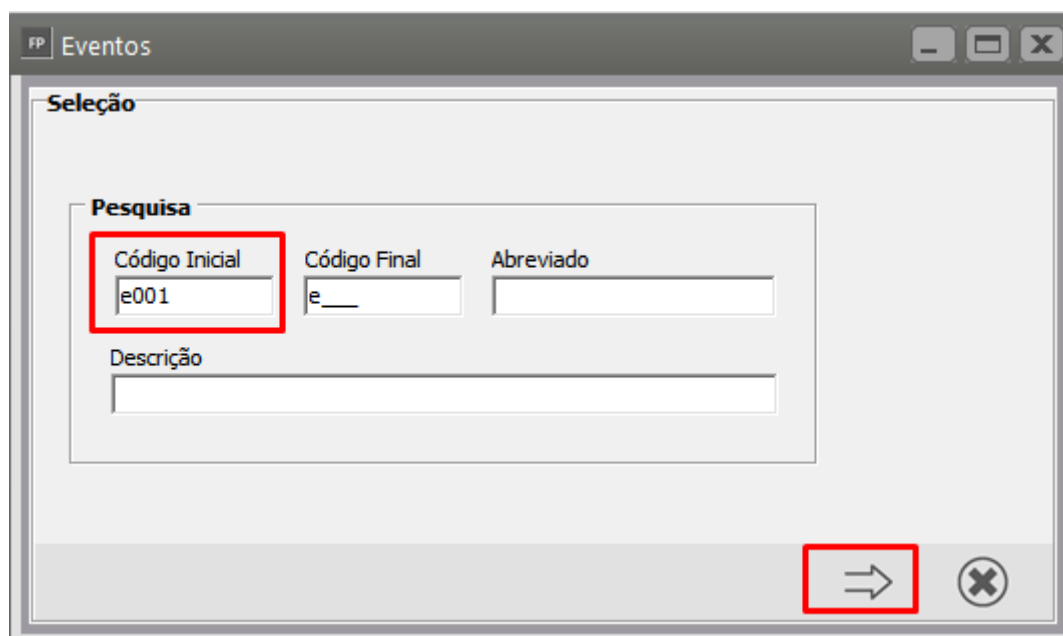 FP Eventos
Seleção
Pesquisa
Código Inicial Código Final Abreviado
e001 e___
Descrição